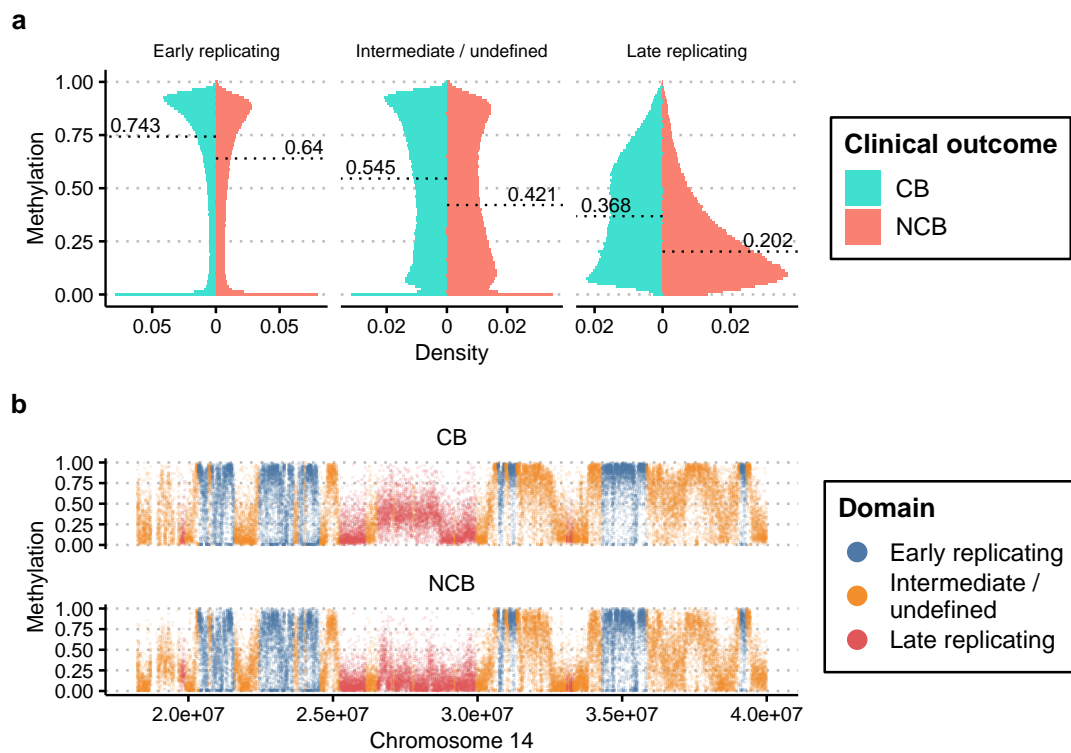 a
Early replicating
Intermediate / undefined
Late replicating
Methylation
1.00
0.75
0.50
0.25
0.00
0.743
0.64
0.545
0.421
0.368
0.202
0.05 0 0.05
0.02 0 0.02
0.02 0 0.02
Density
Clinical outcome
CB
NCB
b
CB
1.00
0.75
0.50
0.25
0.00
Methylation
NCB
1.00
0.75
0.50
0.25
0.00
2.0e+07 2.5e+07 3.0e+07 3.5e+07 4.0e+07
Chromosome 14
Domain
Early replicating
Intermediate /
undefined
Late replicating